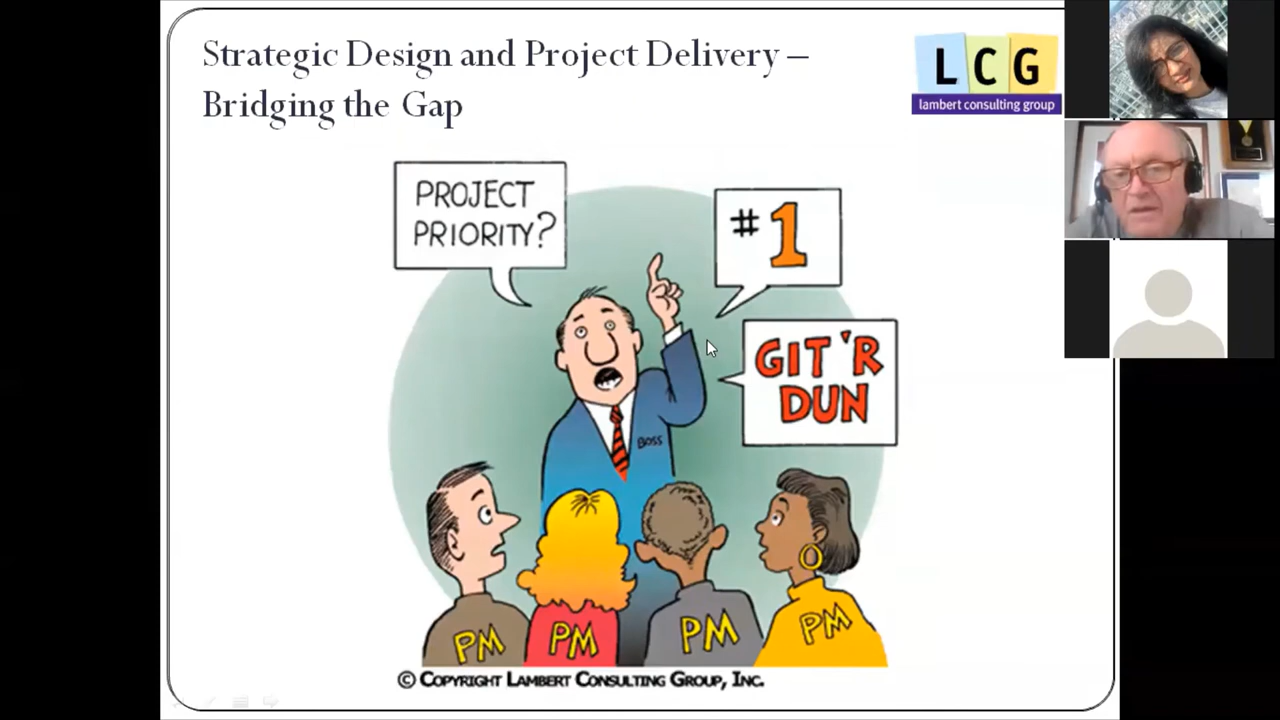 Strategic Design and Project Delivery –
Bridging the Gap
L C G
lambert consulting group
PROJECT
PRIORITY?
#1
GIT 'R
DUN
BOSS
PM
PM
PM
PM
© COPYRIGHT LAMBERT CONSULTING GROUP, INC.